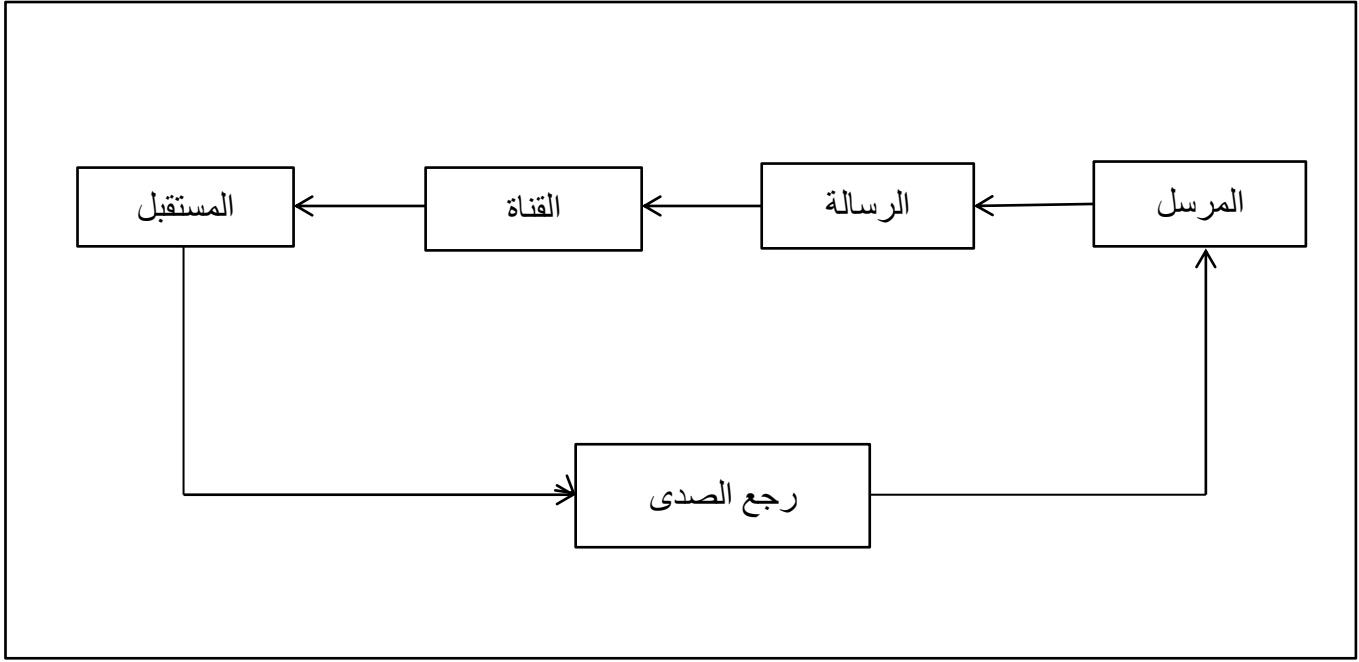 المرسل
الرسالة
القناة
المستقبل
رجع الصدى